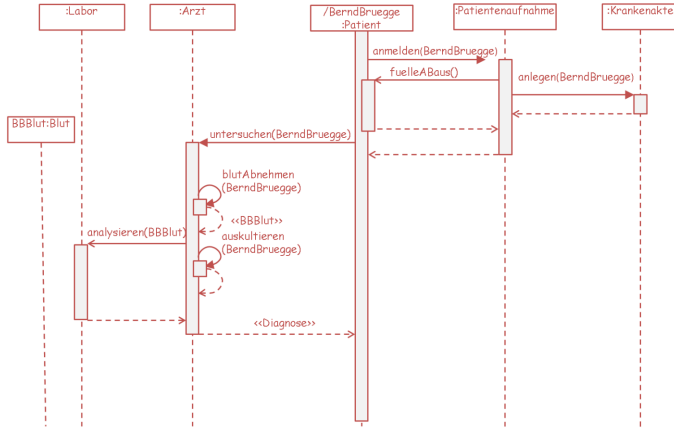 :Labor
:Arzt
/BerndBruegge
:Patient
:Patientenaufnahme
:Krankenakte
anmelden(BerndBruegge)
fuelleABaus()
anlegen(BerndBruegge)
BBBlut:Blut
untersuchen(BerndBruegge)
blutAbnehmen
(BerndBruegge)
<<BBBlut>>
analysieren(BBBlut)
auskultieren
(BerndBruegge)
<<Diagnose>>